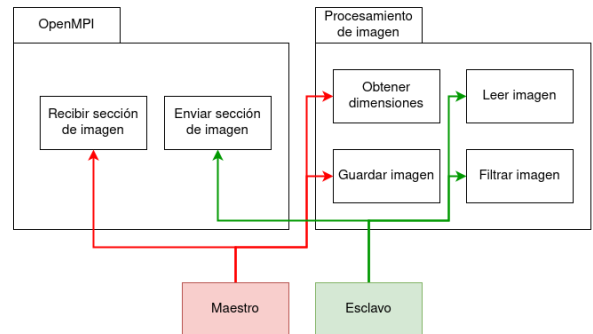 OpenMPI
Procesamiento
de imagen
Recibir sección
de imagen
Enviar sección
de imagen
Obtener
dimensiones
Leer imagen
Guardar imagen
Filtrar imagen
Maestro
Esclavo